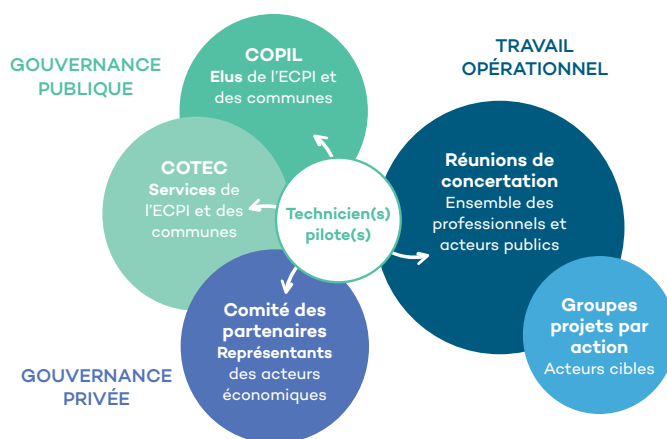 GOUVERNANCE
PUBLIQUE
COPIL
Elus de l'ECPI et
des communes
TRAVAIL
OPÉRATIONNEL
COTEC
Services de
l'ECPI et des
communes
Technicien(s)
pilote(s)
Réunions de
concertation
Ensemble des
professionnels et
acteurs publics
Comité des
partenaires
Représentants
des acteurs
économiques
Groupes
projets par
action
Acteurs cibles
GOUVERNANCE
PRIVÉE